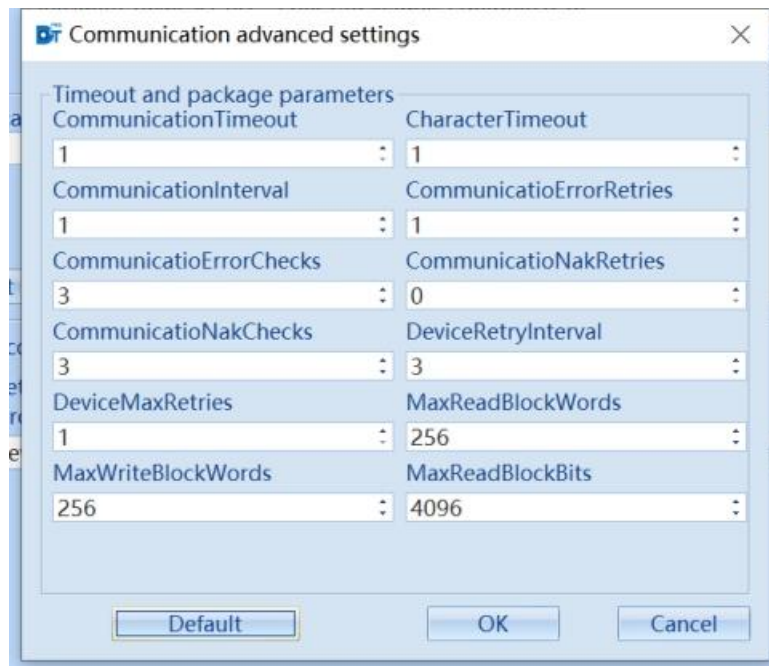 Communication advanced settings
Timeout and package parameters
CommunicationTimeout CharacterTimeout
1 1
CommunicationInterval CommunicatioErrorRetries
1 1
CommunicatioErrorChecks CommunicatioNakRetries
3 0
CommunicatioNakChecks DeviceRetryInterval
3 3
DeviceMaxRetries MaxReadBlockWords
1 256
MaxWriteBlockWords MaxReadBlockBits
256 4096
Default OK Cancel